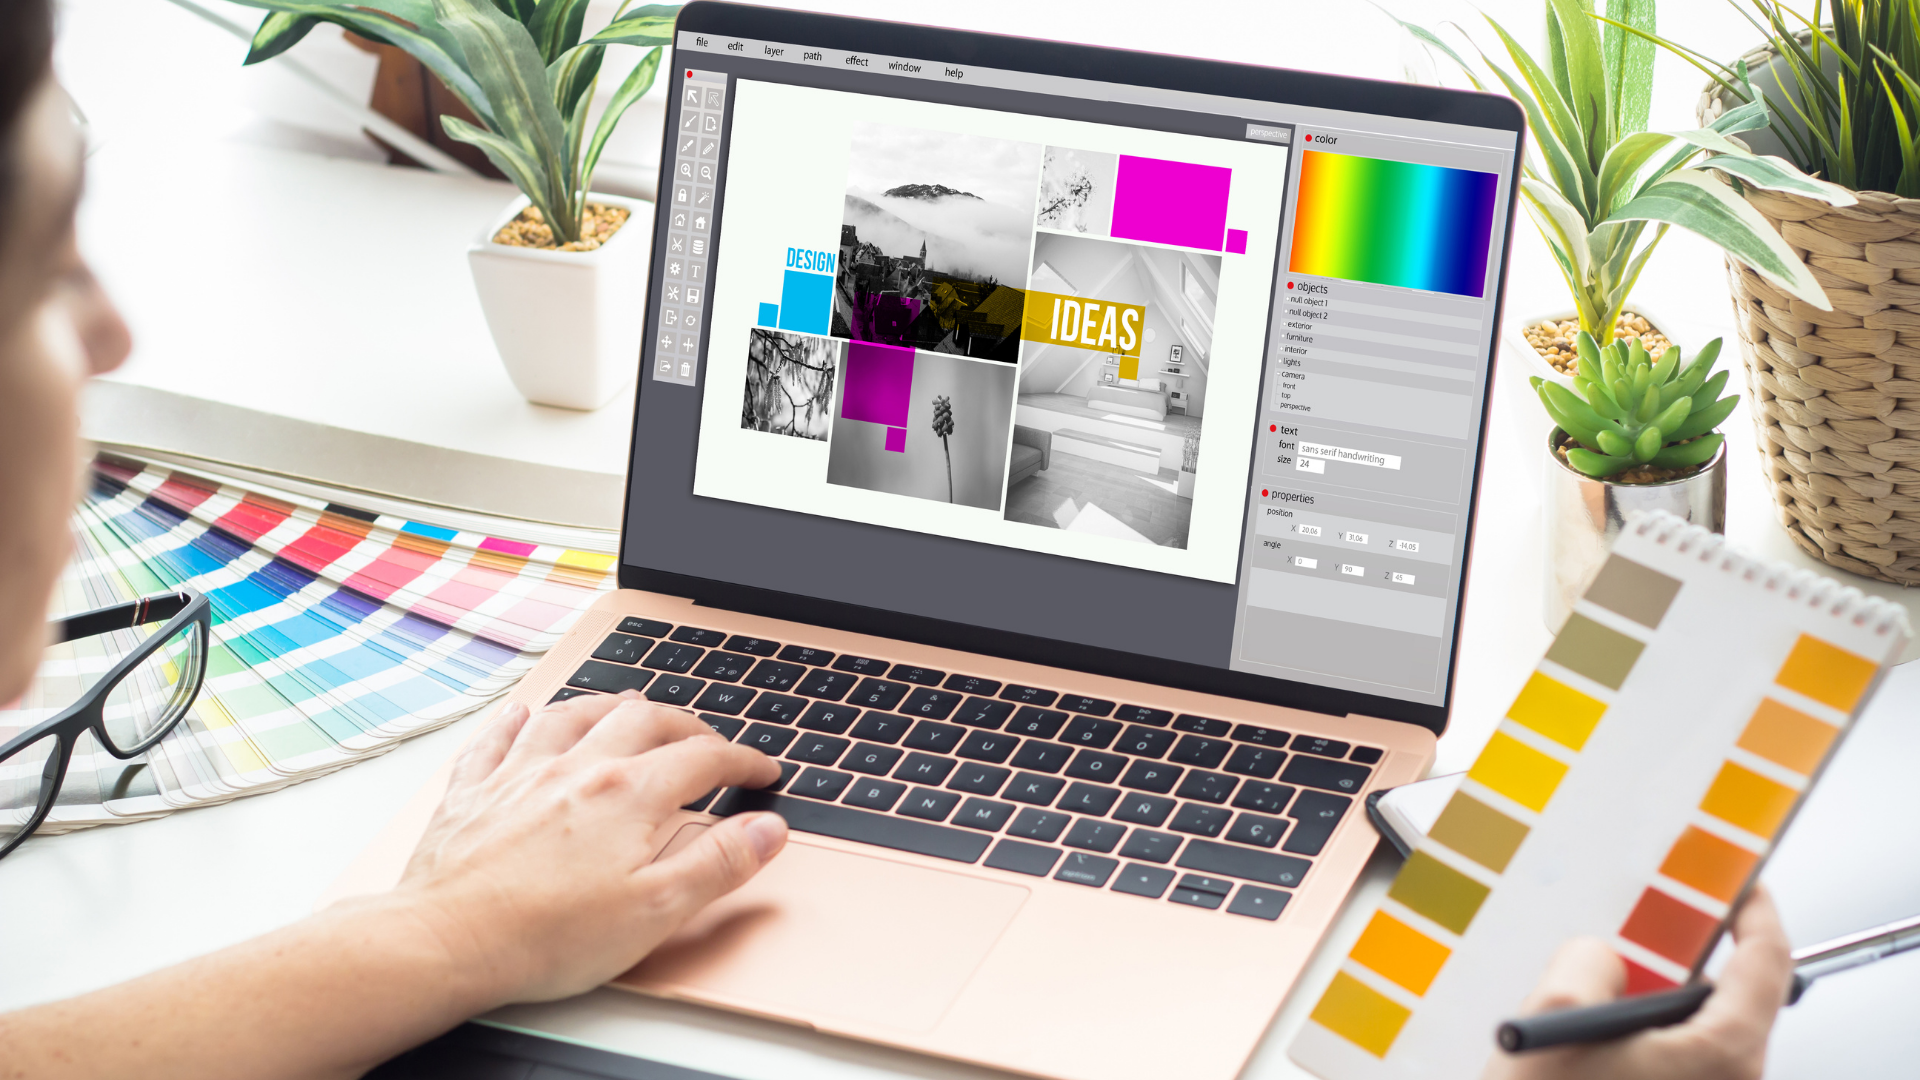 file edit layer path effect window help
perspective
color
DESIGN
IDEAS
objects
null object 1
null object 2
exterior
furniture
interior
lights
camera
front
top
perspective
text
font sans serif handwriting
size 24
properties
position
X 20,06 Y 31,06 Z -14,05
angle
X 0 Y 90 Z 45
T
esc
Q W E R T Y U I O P
D F G H J K L Ñ
V B N M
option